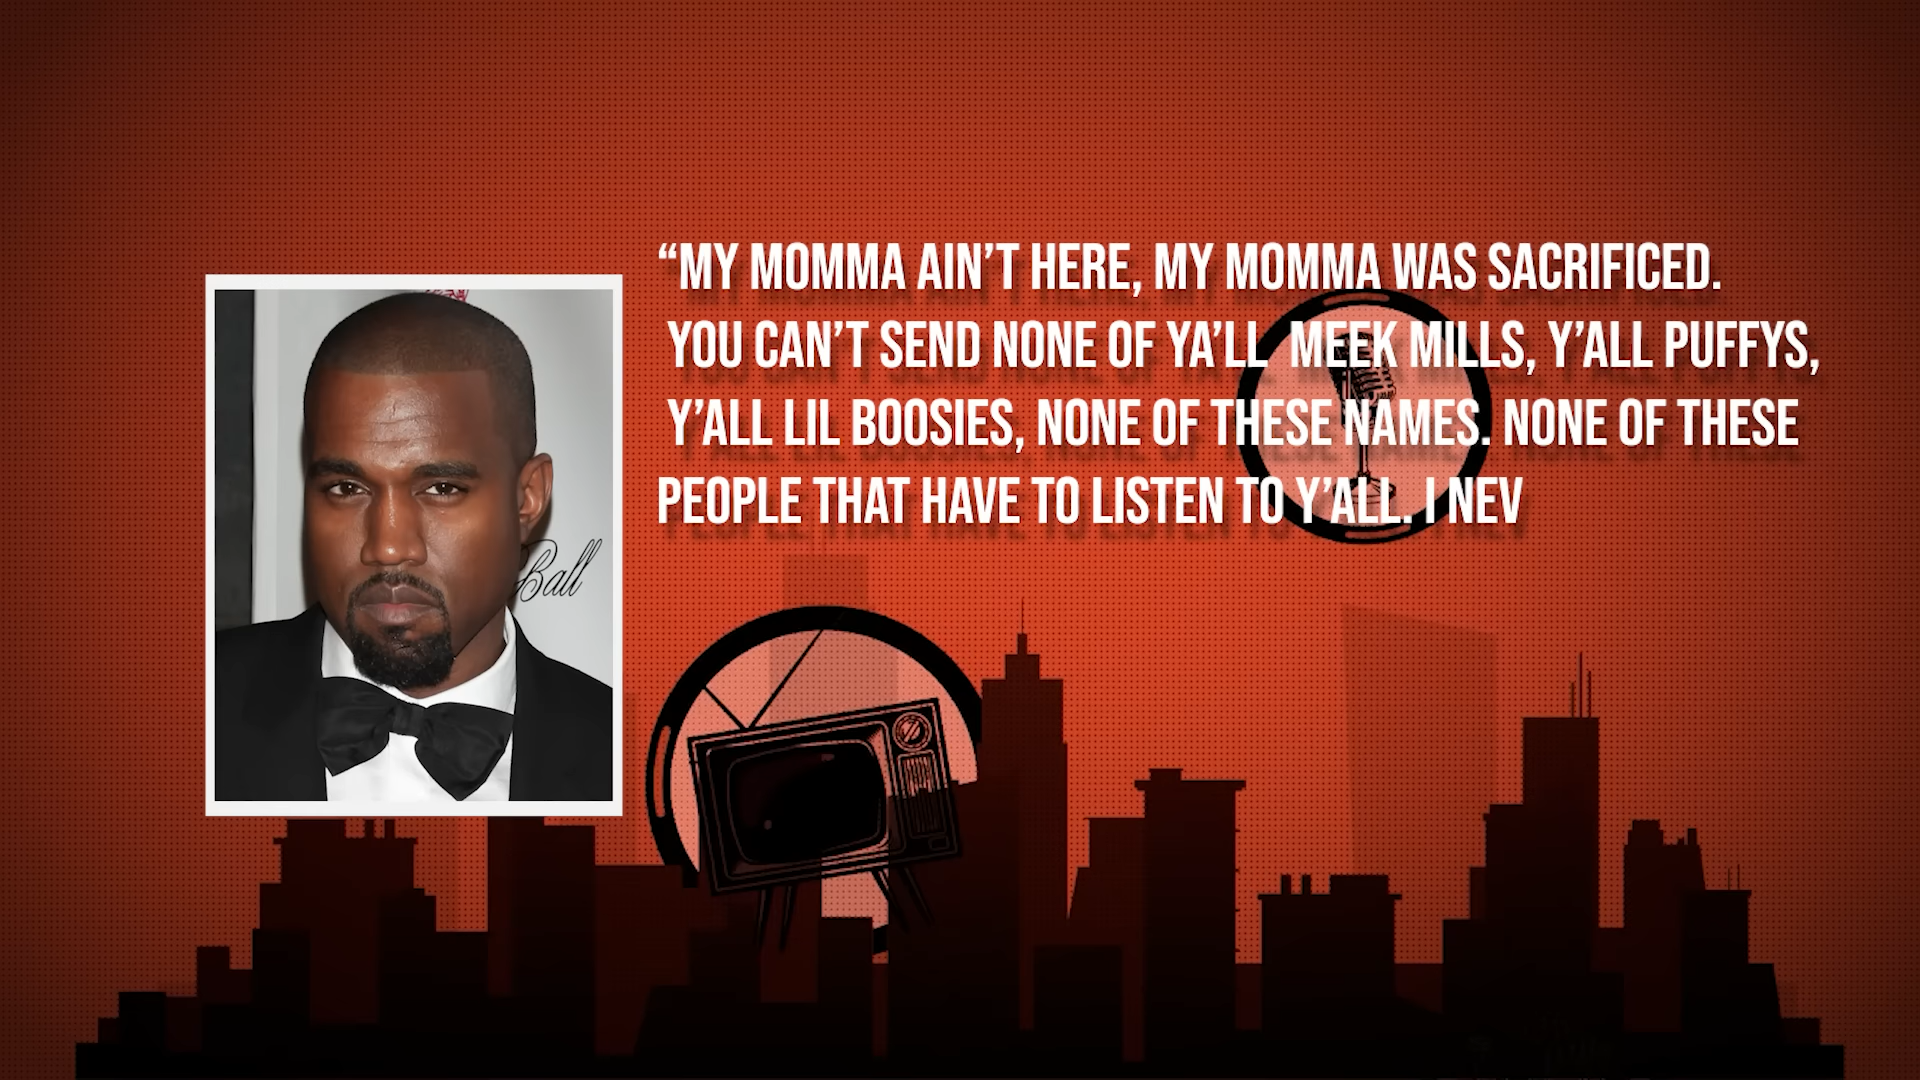 “MY MOMMA AIN’T HERE, MY MOMMA WAS SACRIFICED.
YOU CAN’T SEND NONE OF YA’LL MEEK MILLS, Y’ALL PUFFYS,
Y’ALL LIL BOOSIES, NONE OF THESE NAMES. NONE OF THESE
PEOPLE THAT HAVE TO LISTEN TO Y’ALL. I NEV
Ball